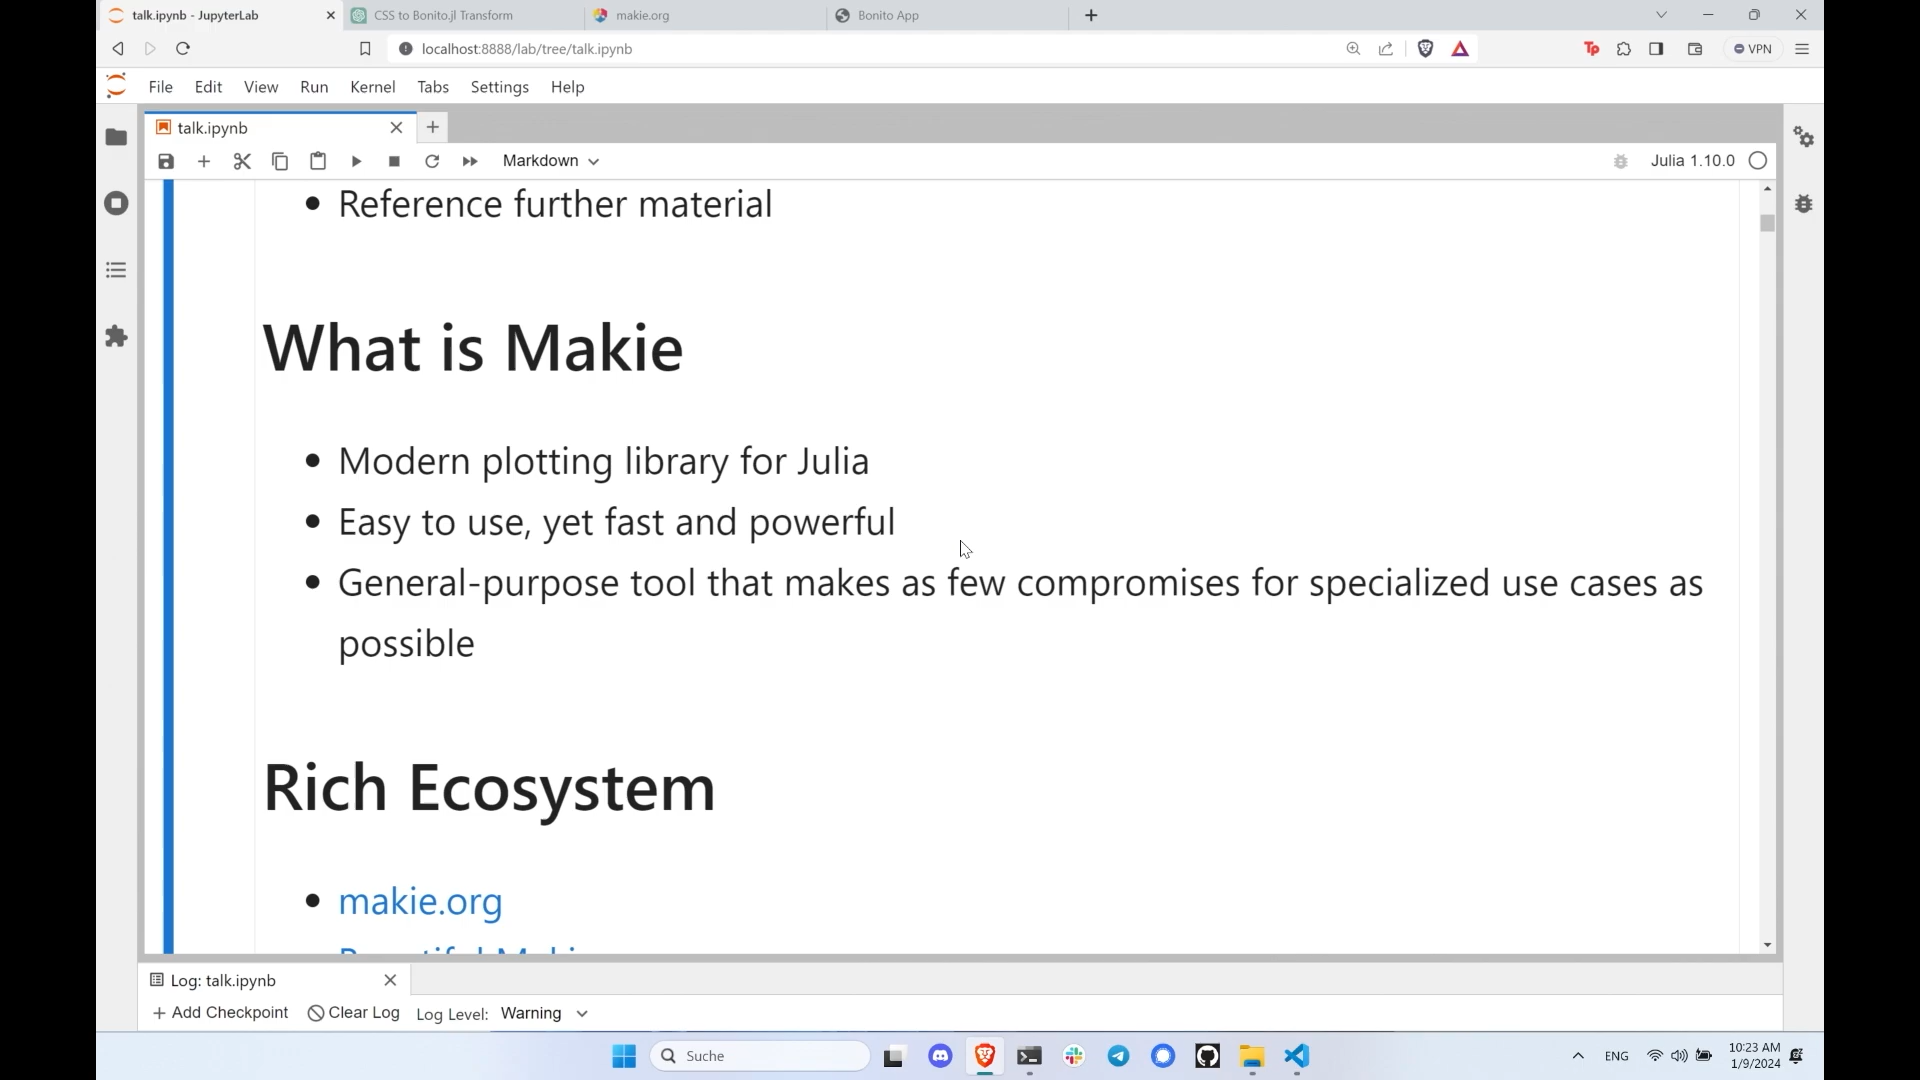 talk.ipynb - JupyterLab
CSS to Bonito.jl Transform
makie.org
Bonito App
localhost:8888/lab/tree/talk.ipynb
Tp
VPN
File Edit View Run Kernel Tabs Settings Help
talk.ipynb
Markdown
Julia 1.10.0
• Reference further material
What is Makie
• Modern plotting library for Julia
• Easy to use, yet fast and powerful
• General-purpose tool that makes as few compromises for specialized use cases as
possible
Rich Ecosystem
• makie.org
Log: talk.ipynb
Add Checkpoint Clear Log Log Level: Warning
Suche
ENG
10:23 AM
1/9/2024